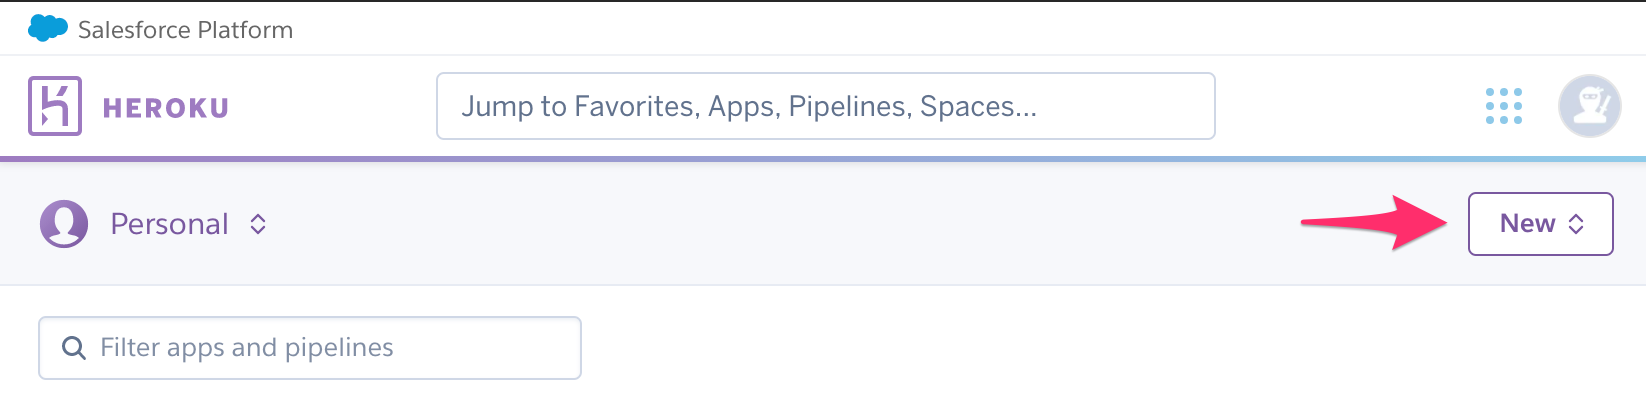 Salesforce Platform
HEROKU
Jump to Favorites, Apps, Pipelines, Spaces...
Personal
New
Filter apps and pipelines